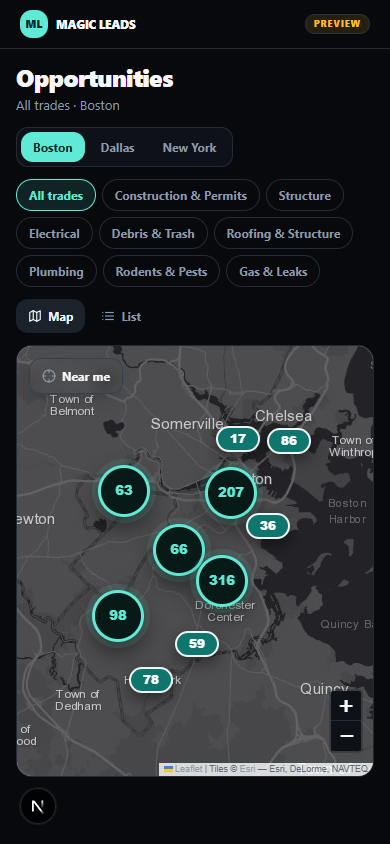 ML MAGIC LEADS PREVIEW
Opportunities
All trades · Boston
Boston Dallas New York
All trades Construction & Permits Structure
Electrical Debris & Trash Roofing & Structure
Plumbing Rodents & Pests Gas & Leaks
Map List
Near me
Town of
Belmont
Somerville
Chelsea
17
86
Town o
Winthrop
63
207
ton
Boston
Harbor
36
ewton
66
316
Dorchester
Center
98
Quincy Ba
59
78
H k
Town of
Dedham
Quincy
of
ood
+
−
Leaflet | Tiles © Esri — Esri, DeLorme, NAVTEQ
N